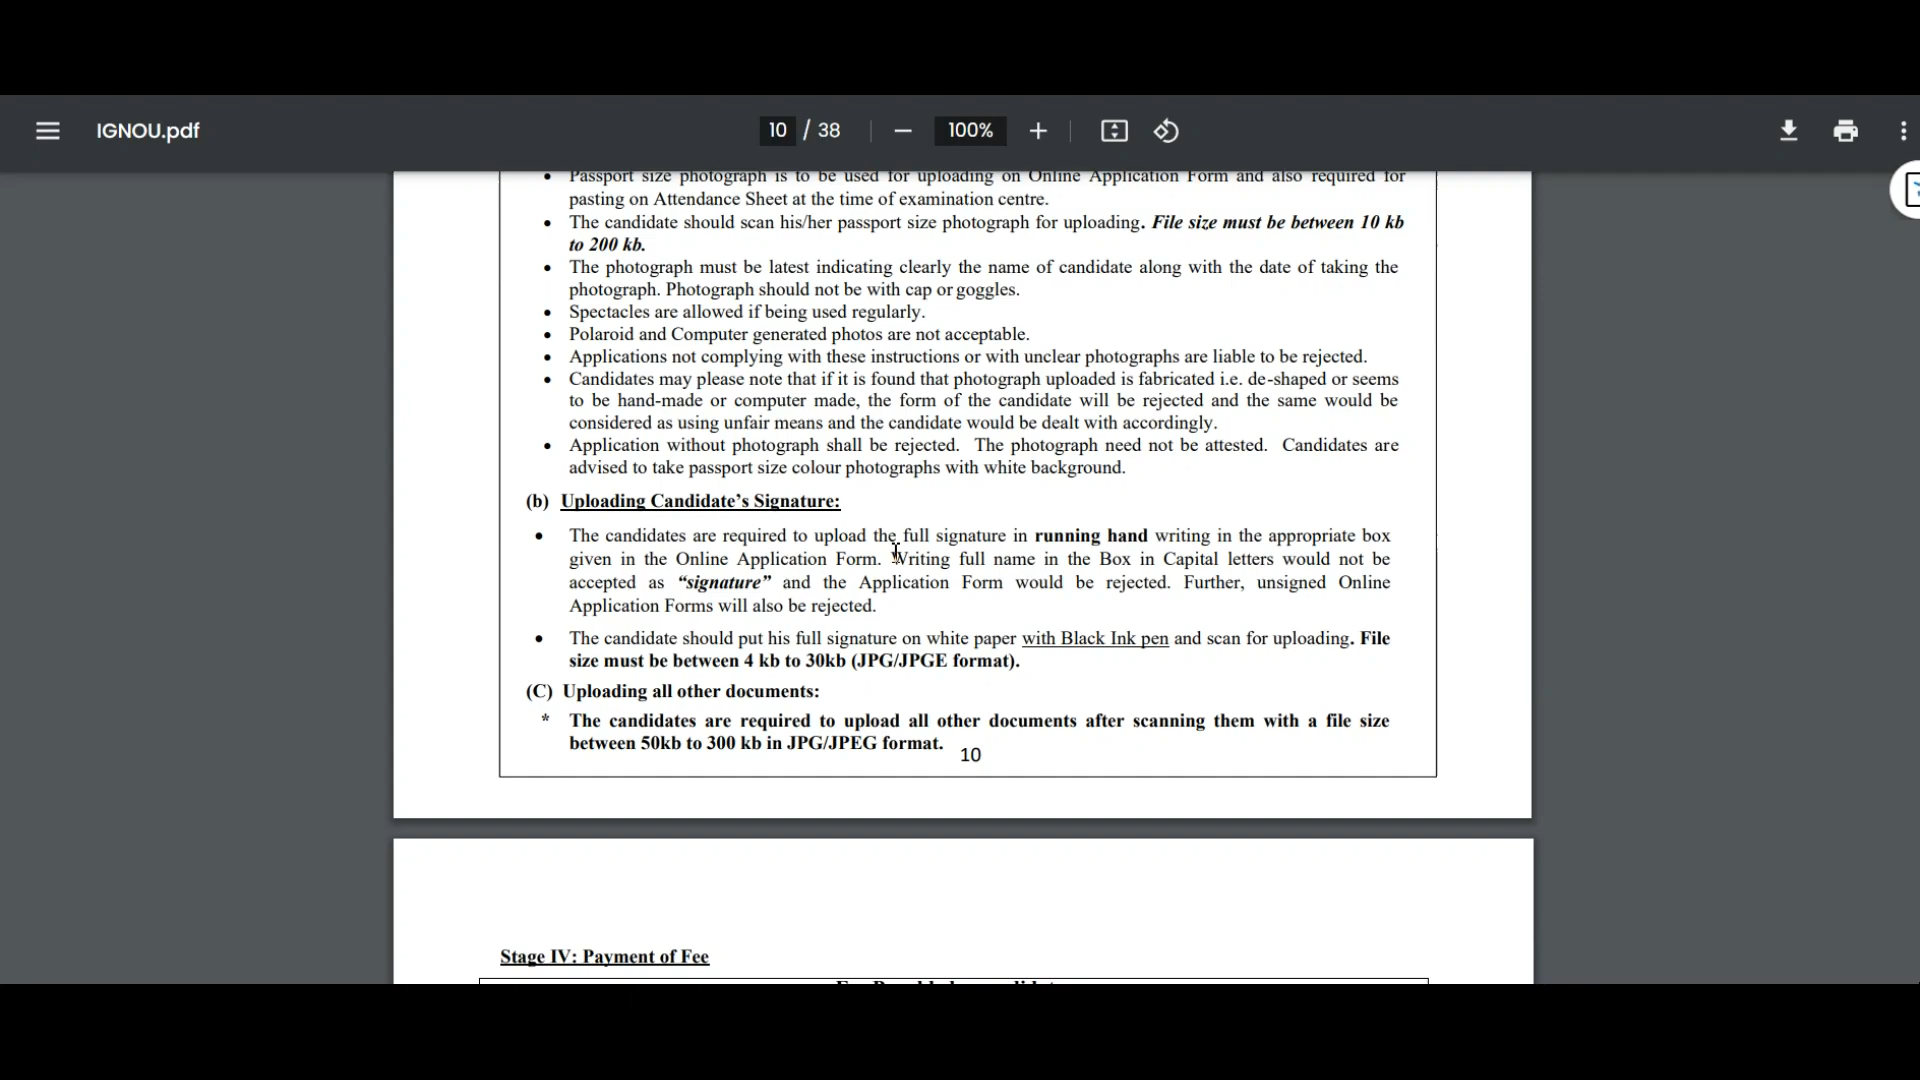 IGNOU.pdf
10 / 38
100%
Passport size photograph is to be used for uploading on Online Application Form and also required for
pasting on Attendance Sheet at the time of examination centre.
The candidate should scan his/her passport size photograph for uploading. File size must be between 10 kb
to 200 kb.
The photograph must be latest indicating clearly the name of candidate along with the date of taking the
photograph. Photograph should not be with cap or goggles.
Spectacles are allowed if being used regularly.
Polaroid and Computer generated photos are not acceptable.
Applications not complying with these instructions or with unclear photographs are liable to be rejected.
Candidates may please note that if it is found that photograph uploaded is fabricated i.e. de-shaped or seems
to be hand-made or computer made, the form of the candidate will be rejected and the same would be
considered as using unfair means and the candidate would be dealt with accordingly.
Application without photograph shall be rejected. The photograph need not be attested. Candidates are
advised to take passport size colour photographs with white background.
(b) Uploading Candidate's Signature:
The candidates are required to upload the full signature in running hand writing in the appropriate box
given in the Online Application Form. Writing full name in the Box in Capital letters would not be
accepted as “signature” and the Application Form would be rejected. Further, unsigned Online
Application Forms will also be rejected.
The candidate should put his full signature on white paper with Black Ink pen and scan for uploading. File
size must be between 4 kb to 30kb (JPG/JPGE format).
(C) Uploading all other documents:
* The candidates are required to upload all other documents after scanning them with a file size
between 50kb to 300 kb in JPG/JPEG format.
10
Stage IV: Payment of Fee